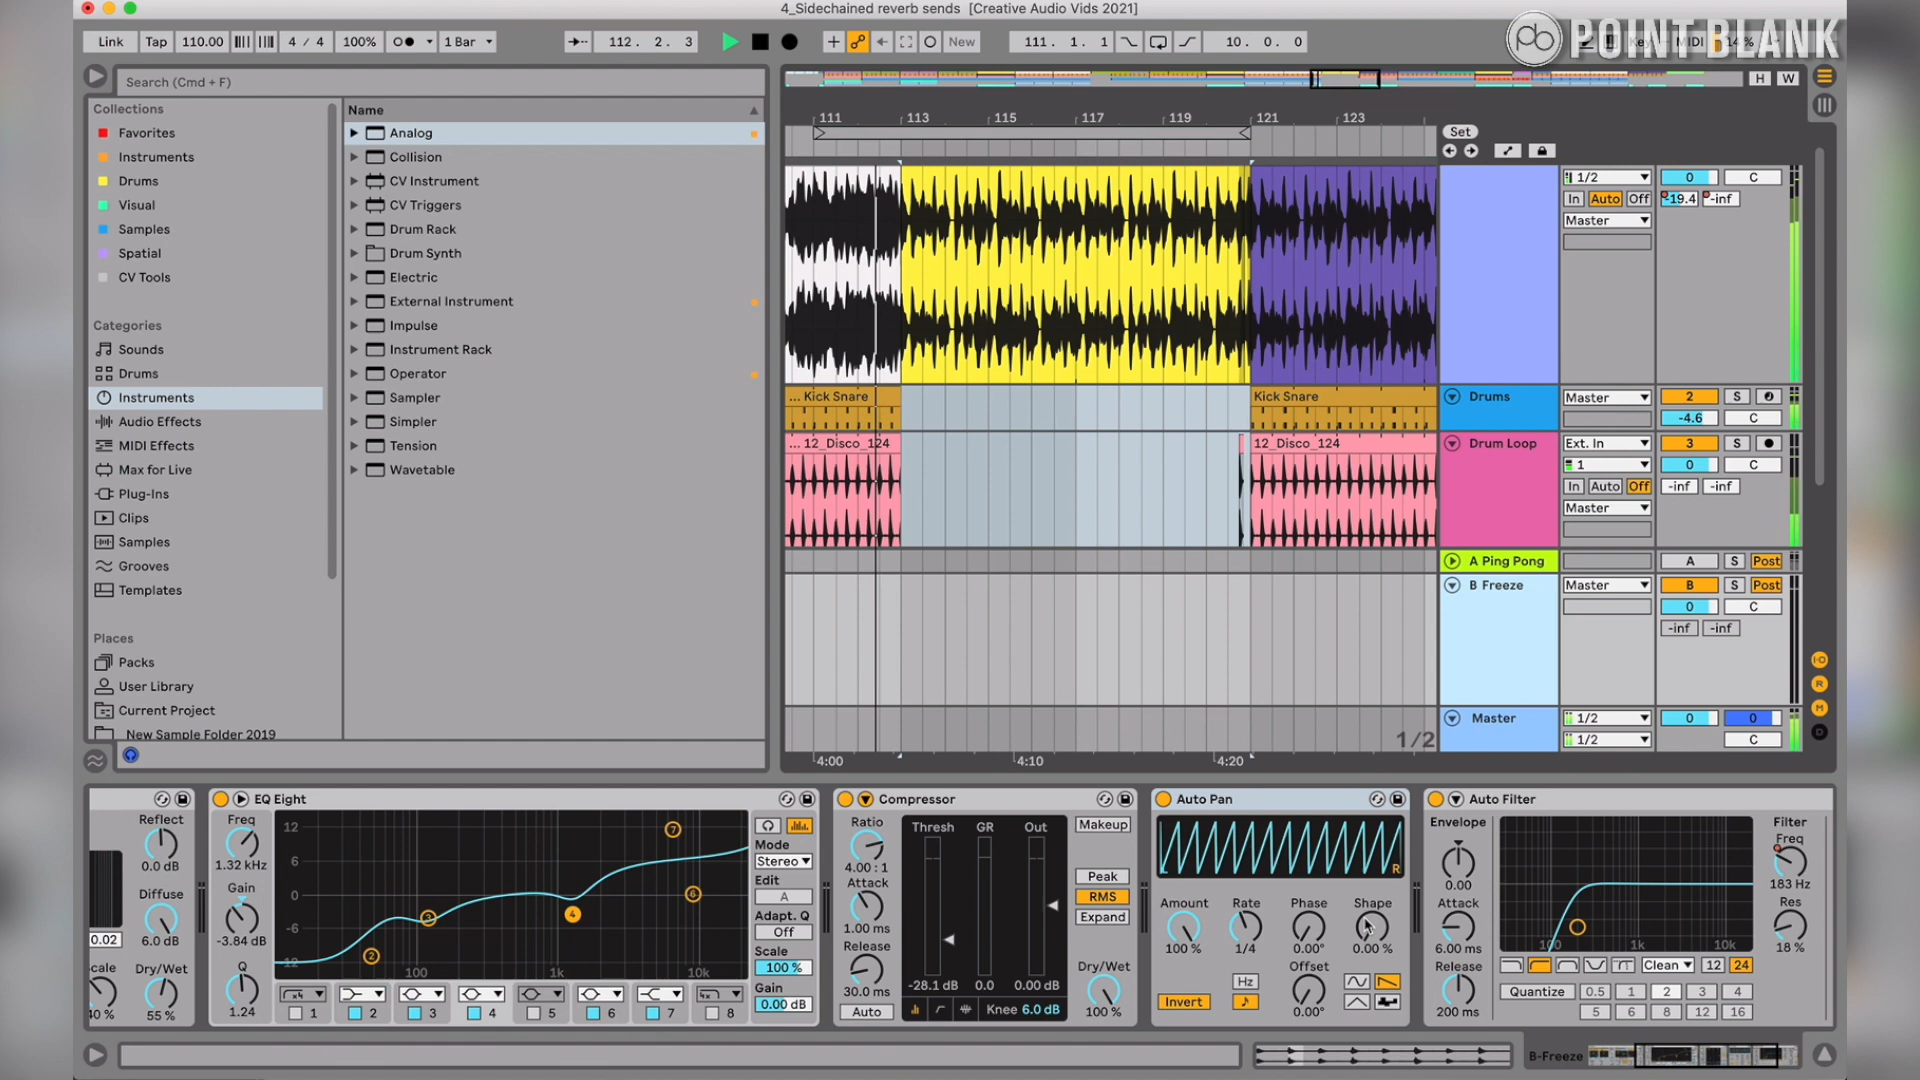 4_Sidechained reverb sends [Creative Audio Vids 2021]
Link Tap 110.00 4 / 4 100% 1 Bar 112. 2. 3 New 111. 1. 1 10. 0. 0 Key MIDI 14%
pb POINT BLANK
Search (Cmd + F)
H W
Collections
Favorites
Instruments
Drums
Visual
Samples
Spatial
CV Tools
Categories
Sounds
Drums
Instruments
Audio Effects
MIDI Effects
Max for Live
Plug-Ins
Clips
Samples
Grooves
Templates
Places
Packs
User Library
Current Project
New Sample Folder 2019
Name
Analog
Collision
CV Instrument
CV Triggers
Drum Rack
Drum Synth
Electric
External Instrument
Impulse
Instrument Rack
Operator
Sampler
Simpler
Tension
Wavetable
111 113 115 117 119 121 123
Set
1/2 0 C
In Auto Off -19.4 -inf
Master
... Kick Snare Kick Snare Drums Master 2 S
-4.6 C
... 12_Disco_124 12_Disco_124 Drum Loop Ext. In 3 S
1 0 C
In Auto Off -inf -inf
Master
A Ping Pong A S Post
B Freeze Master B S Post
0 C
-inf -inf
Master 1/2 0 0
1/2 1/2 C
4:00 4:10 4:20
IO
R
M
D
Reflect
0.0 dB
Diffuse
6.0 dB
0.02
cale Dry/Wet
40 % 55 %
EQ Eight
Freq
1.32 kHz
Gain
-3.84 dB
Q
1.24
12
6
0
-6
-12
100 1k 10k
2 3 4 6 7
x4 x4
1 2 3 4 5 6 7 8
Mode
Stereo
Edit
A
Adapt. Q
Off
Scale
100 %
Gain
0.00 dB
Compressor
Ratio
4.00 : 1
Attack
1.00 ms
Release
30.0 ms
Auto
Thresh GR Out
-28.1 dB 0.0 0.00 dB
Knee 6.0 dB
Makeup
Peak
RMS
Expand
Dry/Wet
100 %
Auto Pan
R
Amount Rate Phase Shape
100 % 1/4 0.00° 0.00 %
Hz Offset
Invert
0.00°
Auto Filter
Envelope
0.00
Attack
6.00 ms
Release
200 ms
100 1k 10k
Clean 12 24
Quantize 0.5 1 2 3 4
5 6 8 12 16
Filter
Freq
183 Hz
Res
18 %
B-Freeze